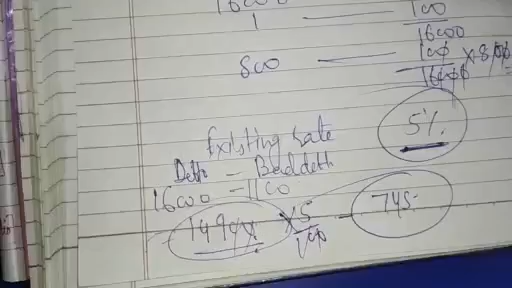 16000 100
1 —— 16000
800 —— 100 × 800
16000
5%
Existing rate
Debt - Bad debt
16000 - 1100
14900 × 5 - 745
100